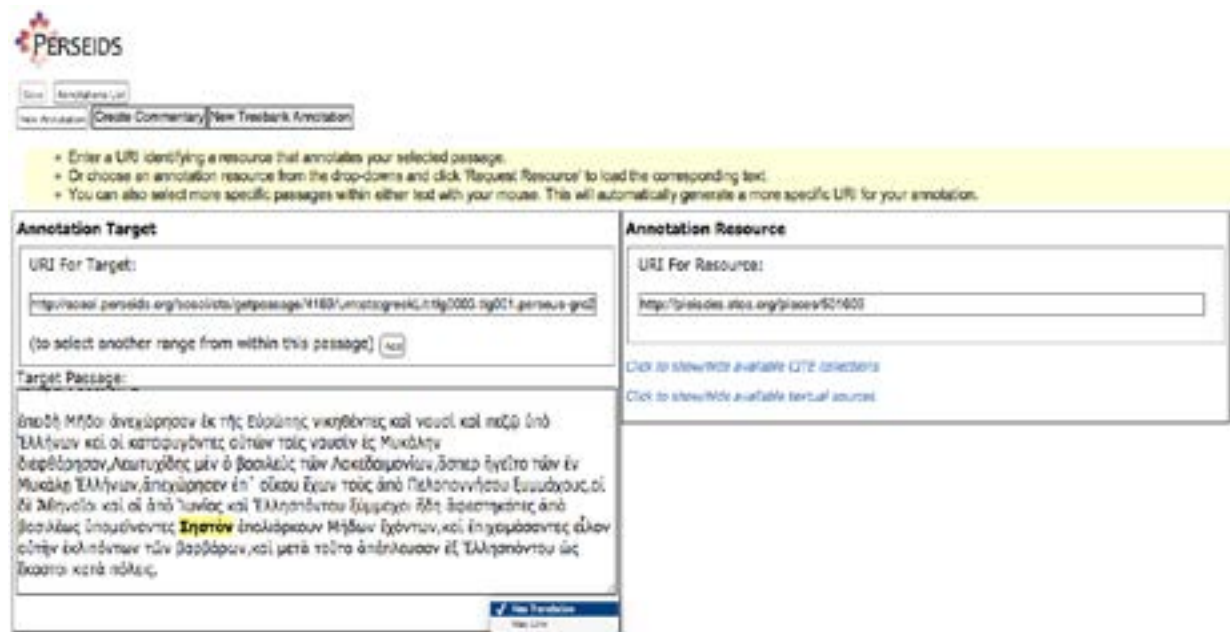 PERSEIDS
Save Annotations List
New Annotation Create Commentary New Treebank Annotation
Enter a URI identifying a resource that annotates your selected passage.
Or choose an annotation resource from the drop-downs and click 'Request Resource' to load the corresponding text.
You can also select more specific passages within either text with your mouse. This will automatically generate a more specific URI for your annotation.
Annotation Target
URI For Target:
(to select another range from within this passage) Add
Target Passage:
ἐπειδὴ Μῆδοι ἀνεχώρησαν ἐκ τῆς Εὐρώπης νικηθέντες καὶ ναυσὶ καὶ πεζῷ ὑπὸ
Ἑλλήνων καὶ οἱ καταφυγόντες αὐτῶν ταῖς ναυσὶν ἐς Μυκάλην
διεφθάρησαν,Λεωτυχίδης μὲν ὁ βασιλεὺς τῶν Λακεδαιμονίων,ὅσπερ ἡγεῖτο τῶν ἐν
Μυκάλῃ Ἑλλήνων,ἀπεχώρησεν ἐπ᾽ οἴκου ἔχων τοὺς ἀπὸ Πελοποννήσου ξυμμάχους,οἱ
δὲ Ἀθηναῖοι καὶ οἱ ἀπὸ Ἰωνίας καὶ Ἑλλησπόντου ξύμμαχοι ἤδη ἀφεστηκότες ἀπὸ
βασιλέως ὑπομείναντες Σηστὸν ἐπολιόρκουν Μήδων ἐχόντων,καὶ ἐπιχειμάσαντες εἷλον
αὐτὴν ἐκλιπόντων τῶν βαρβάρων,καὶ μετὰ τοῦτο ἀπέπλευσαν ἐξ Ἑλλησπόντου ὡς
ἕκαστοι κατὰ πόλεις.
Has Translation
Has Link
Annotation Resource
URI For Resource:
Click to show/hide available CITE collections
Click to show/hide available textual sources